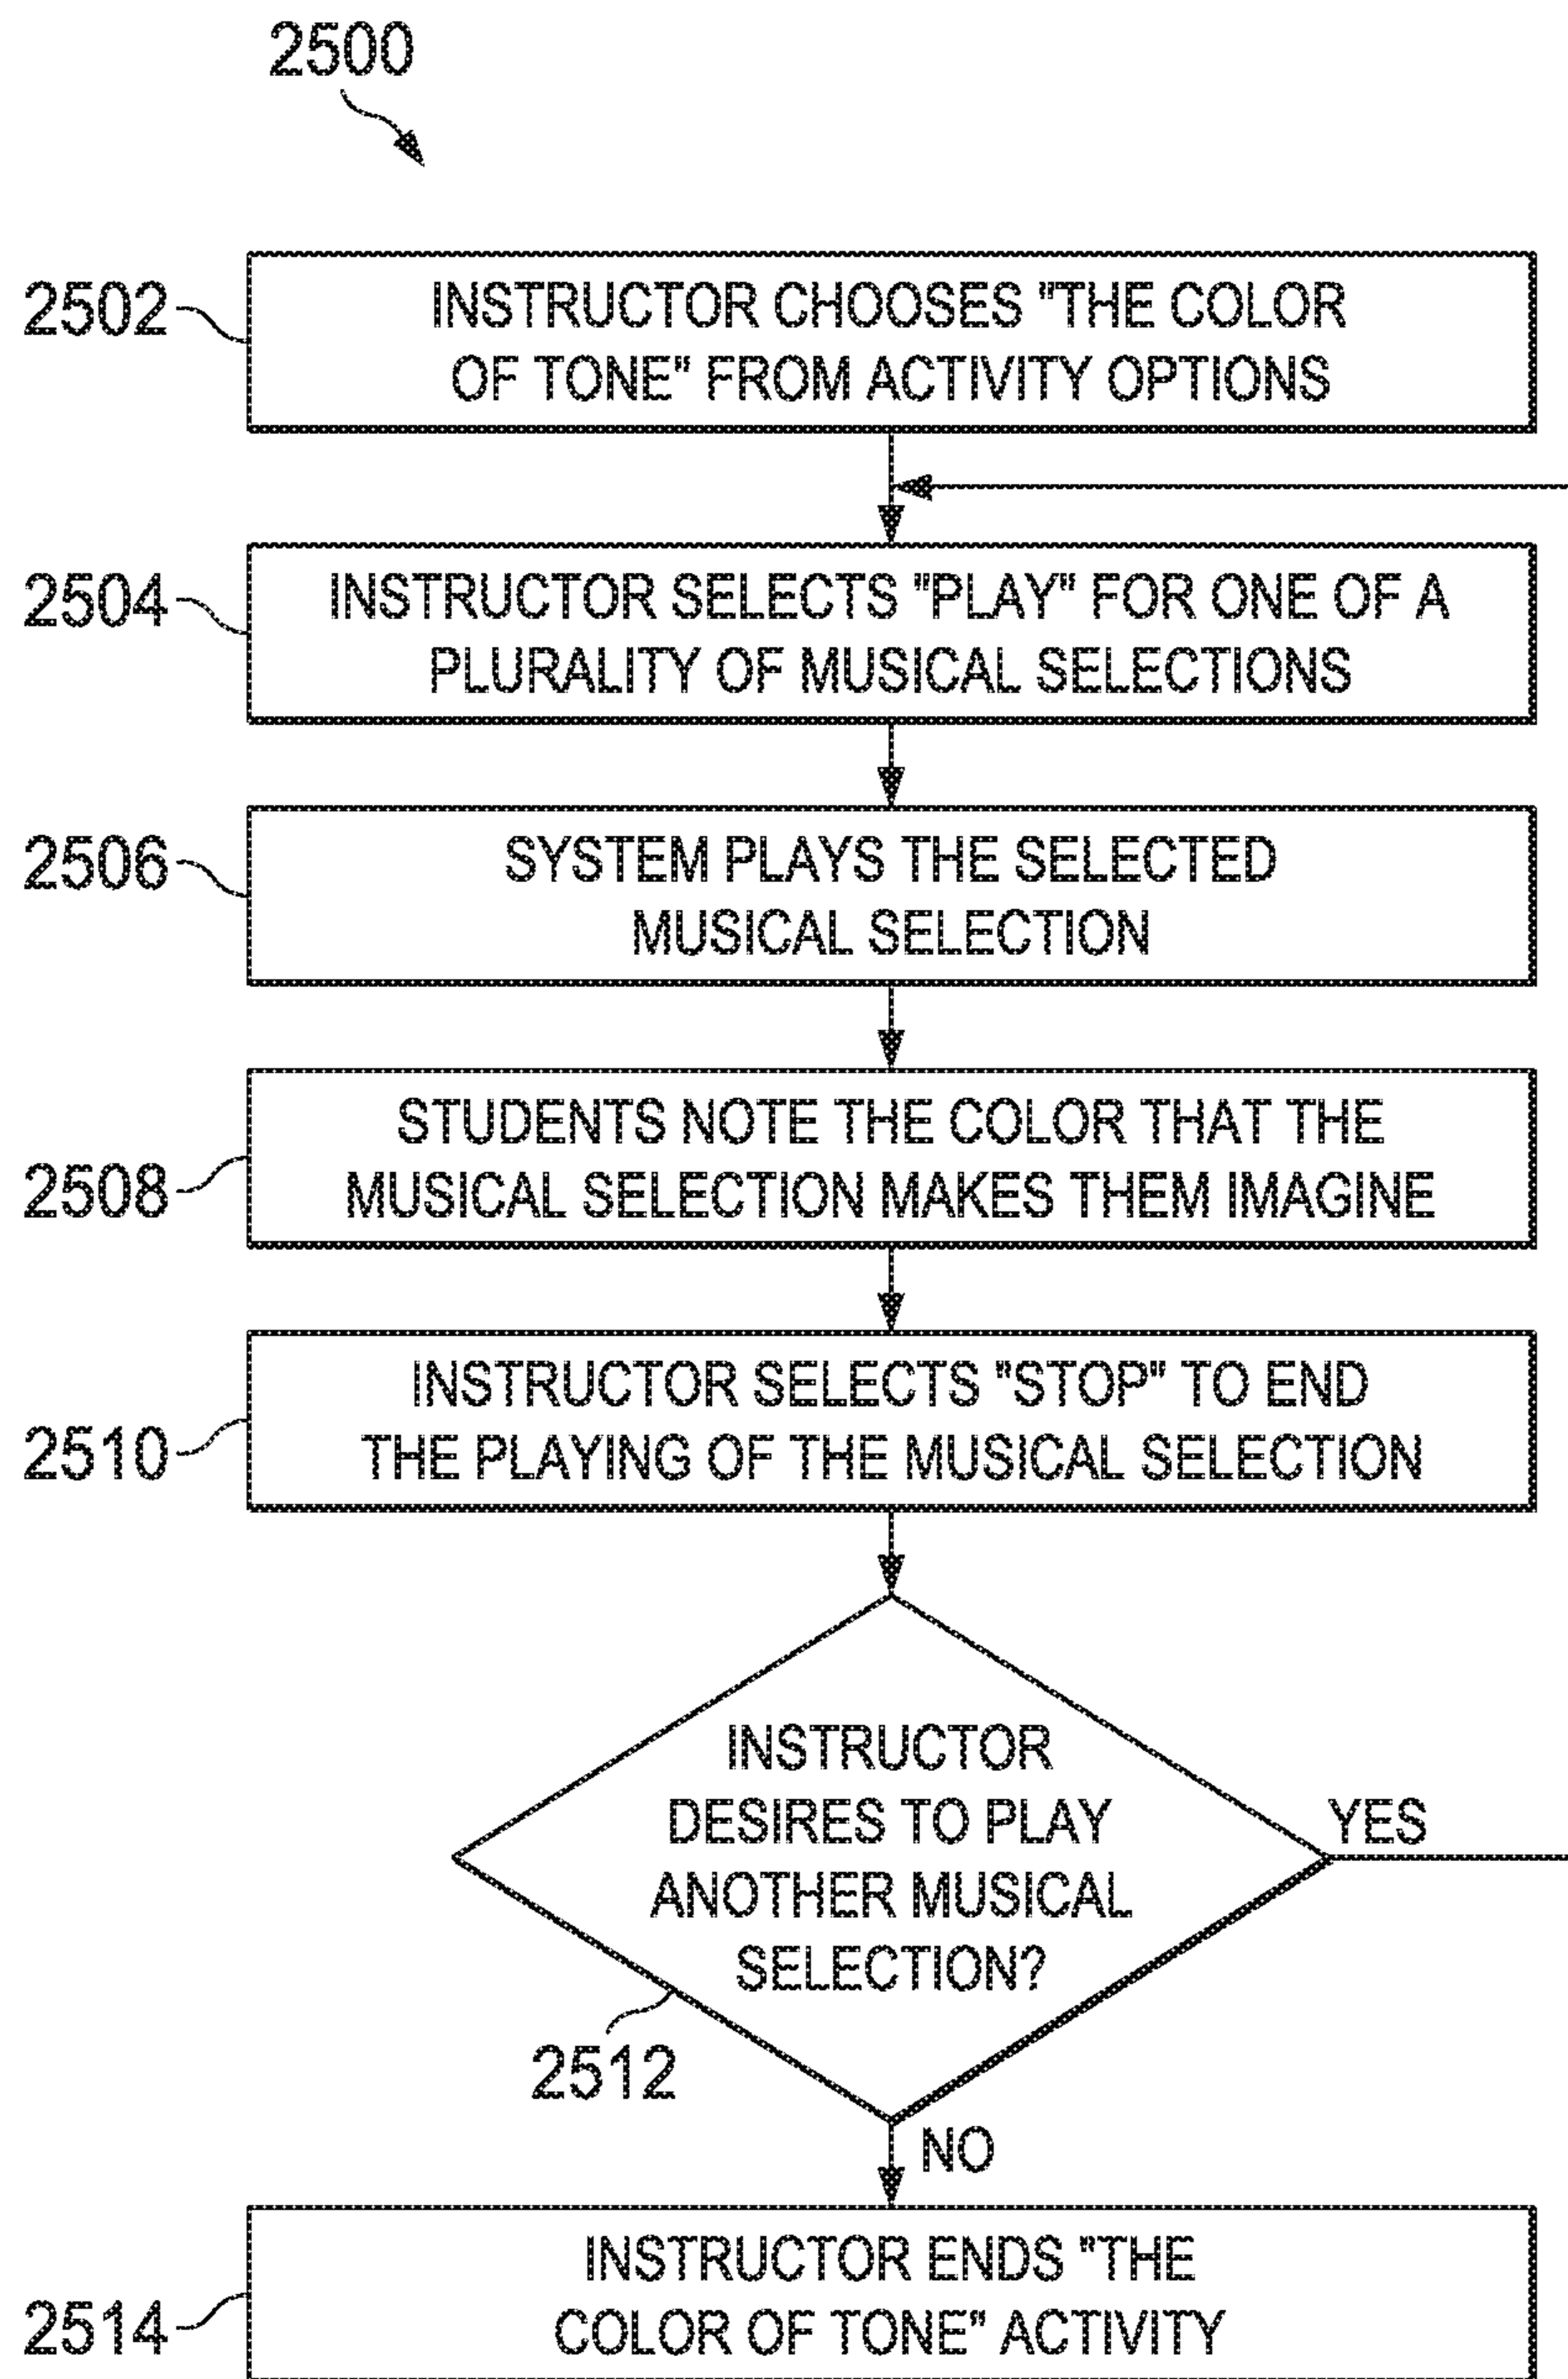 2500
2502
INSTRUCTOR CHOOSES "THE COLOR
OF TONE" FROM ACTIVITY OPTIONS
2504
INSTRUCTOR SELECTS "PLAY" FOR ONE OF A
PLURALITY OF MUSICAL SELECTIONS
2506
SYSTEM PLAYS THE SELECTED
MUSICAL SELECTION
2508
STUDENTS NOTE THE COLOR THAT THE
MUSICAL SELECTION MAKES THEM IMAGINE
2510
INSTRUCTOR SELECTS "STOP" TO END
THE PLAYING OF THE MUSICAL SELECTION
INSTRUCTOR
DESIRES TO PLAY
ANOTHER MUSICAL
SELECTION?
YES
2512
NO
2514
INSTRUCTOR ENDS "THE
COLOR OF TONE" ACTIVITY